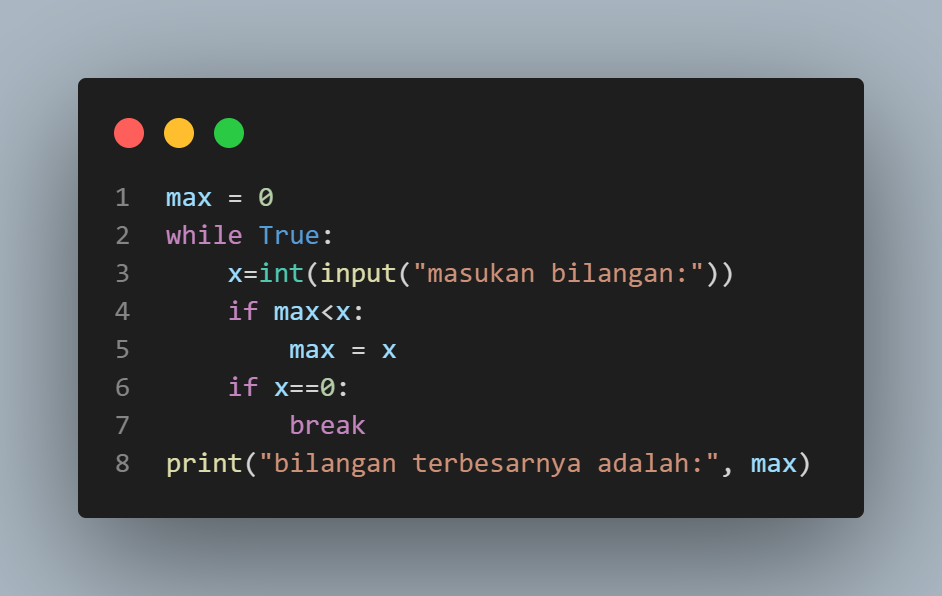 1 max = 0
2 while True:
3     x=int(input("masukan bilangan:"))
4     if max<x:
5         max = x
6     if x==0:
7         break
8 print("bilangan terbesarnya adalah:", max)